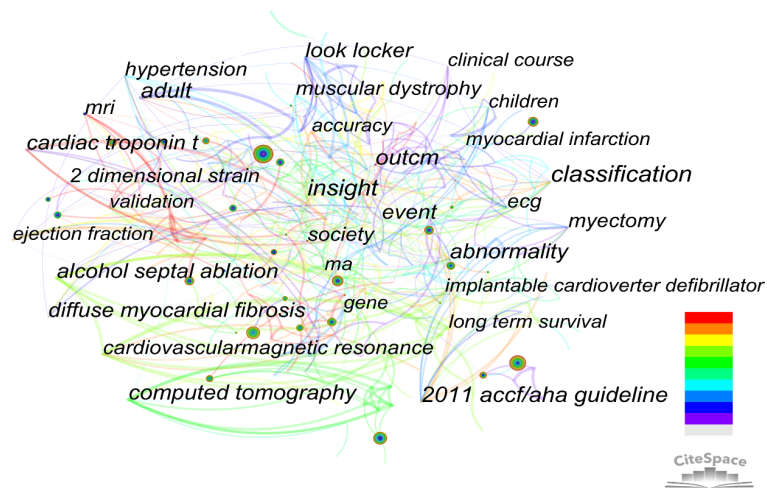 look locker
clinical course
hypertension
adult
muscular dystrophy
children
mri
accuracy
myocardial infarction
cardiac troponin t
outcm
2 dimensional strain
insight
classification
validation
event
ecg
myectomy
ejection fraction
society
abnormality
ma
alcohol septal ablation
implantable cardioverter defibrillator
gene
diffuse myocardial fibrosis
long term survival
cardiovascularmagnetic resonance
computed tomography
2011 accf/aha guideline
CiteSpace